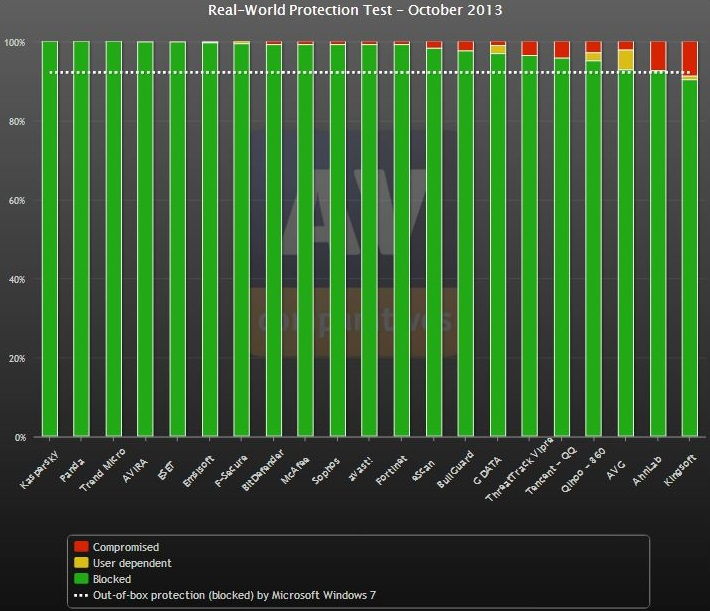 Real-World Protection Test - October 2013
100%
80%
60%
40%
20%
0%
AV
comparatives
Kaspersky
Panda
Trend Micro
AVIRA
ESET
Emsisoft
F-Secure
BitDefender
McAfee
Sophos
avast!
Fortinet
eScan
BullGuard
G DATA
ThreatTrack Vipre
Tencent - QQ
Qihoo - 360
AVG
AhnLab
Kingsoft
Compromised
User dependent
Blocked
Out-of-box protection (blocked) by Microsoft Windows 7